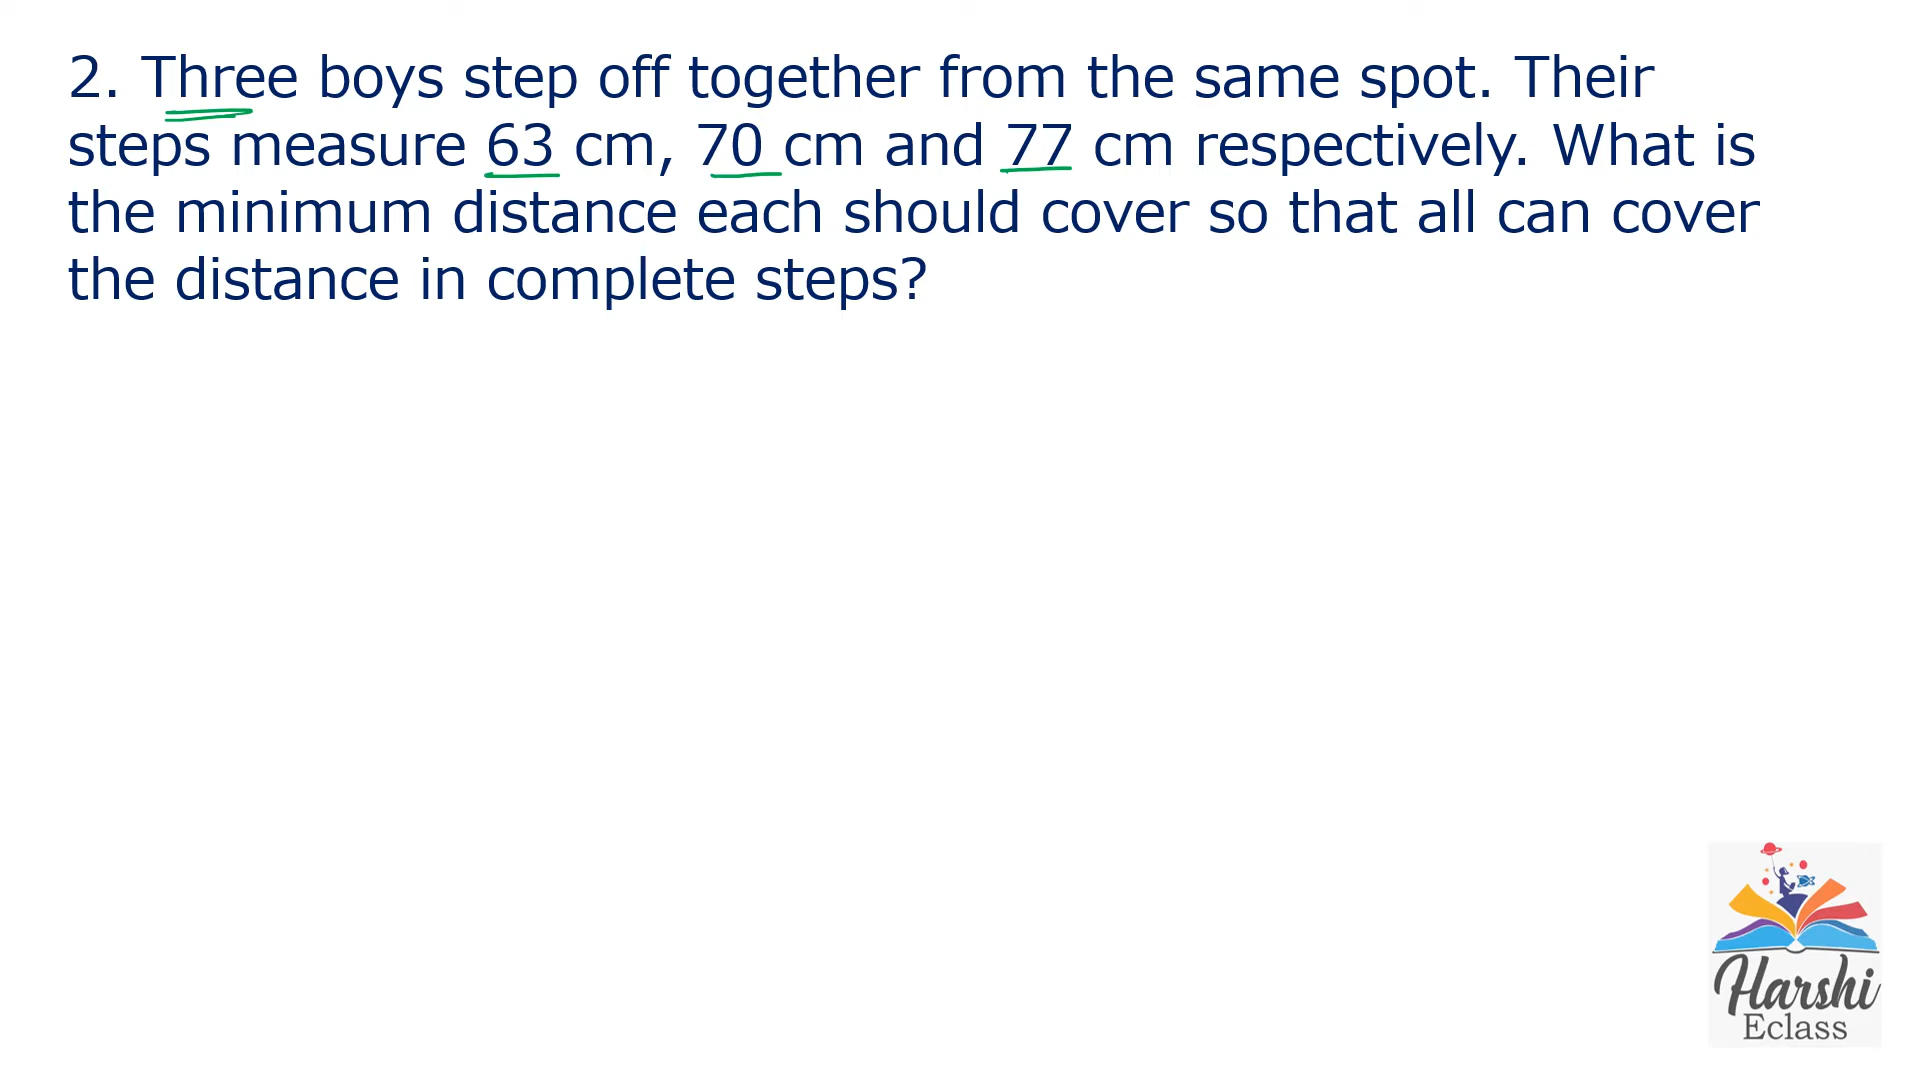 2. Three boys step off together from the same spot. Their
steps measure 63 cm, 70 cm and 77 cm respectively. What is
the minimum distance each should cover so that all can cover
the distance in complete steps?
Harshi
Eclass